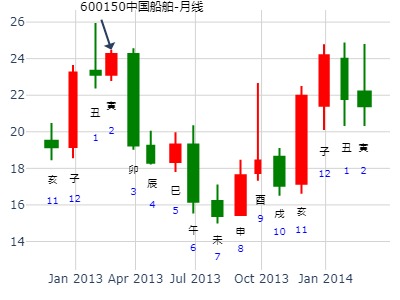 600150中国船舶-月线
26
24
22
20
18
16
14
亥
11
子
12
丑
1
寅
2
卯
3
辰
4
巳
5
午
6
未
7
申
8
酉
9
戌
10
亥
11
子
12
丑
1
寅
2
Jan 2013
Apr 2013
Jul 2013
Oct 2013
Jan 2014